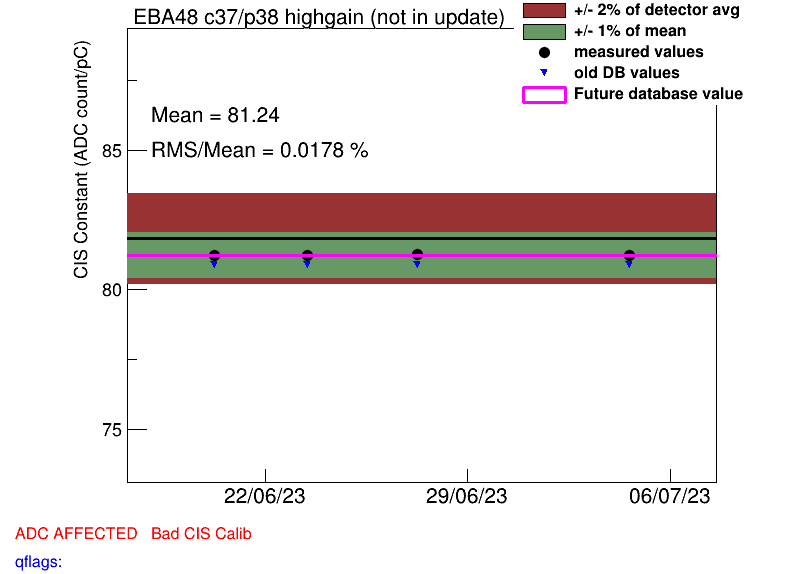 EBA48 c37/p38 highgain (not in update)
+/- 2% of detector avg
+/- 1% of mean
measured values
old DB values
Future database value
Mean = 81.24
RMS/Mean = 0.0178 %
CIS Constant (ADC count/pC)
85
80
75
22/06/23
29/06/23
06/07/23
ADC AFFECTED Bad CIS Calib
qflags: